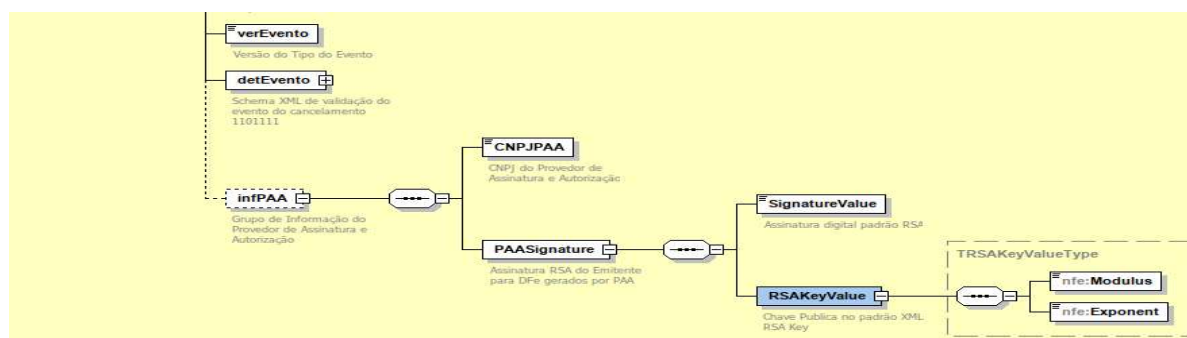 verEvento
Versão do Tipo do Evento
detEvento
Schema XML de validação do
evento do cancelamento
1101111
CNPJPAA
CNPJ do Provedor de
Assinatura e Autorização
infPAA
Grupo de Informação do
Provedor de Assinatura e
Autorização
SignatureValue
Assinatura digital padrão RSA
PAASignature
Assinatura RSA do Emitente
para DFe gerados por PAA
TRSAKeyValueType
nfe:Modulus
RSAKeyValue
Chave Publica no padrão XML
RSA Key
nfe:Exponent